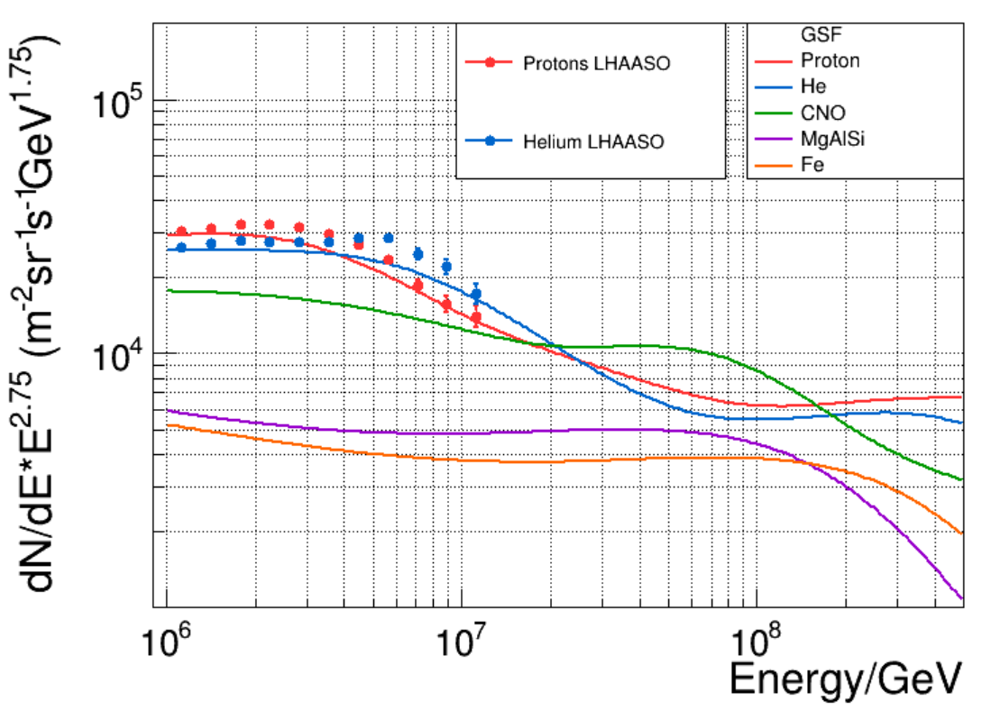 dN/dE*E^2.75 (m^-2sr^-1s^-1GeV^1.75)
10^5
10^4
Protons LHAASO
Helium LHAASO
GSF
Proton
He
CNO
MgAlSi
Fe
10^6
10^7
10^8
Energy/GeV